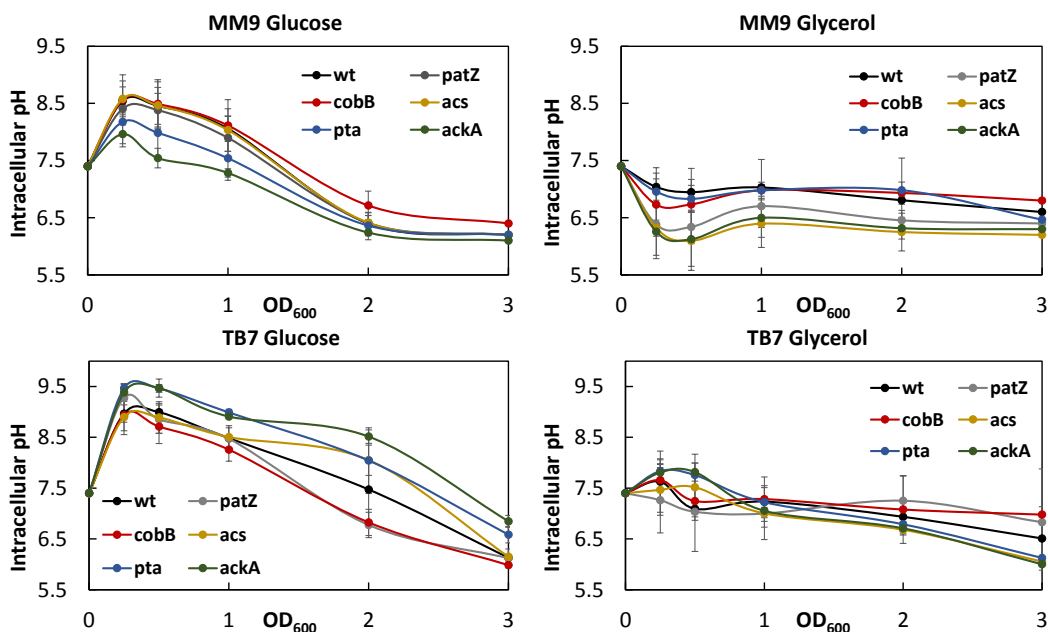 MM9 Glucose
9.5
8.5
7.5
6.5
5.5
Intracellular pH
wt patZ
cobB acs
pta ackA
0 1 2 3
OD600
MM9 Glycerol
9.5
8.5
7.5
6.5
5.5
Intracellular pH
wt patZ
cobB acs
pta ackA
0 1 2 3
OD600
TB7 Glucose
9.5
8.5
7.5
6.5
5.5
Intracellular pH
wt patZ
cobB acs
pta ackA
0 1 2 3
OD600
TB7 Glycerol
9.5
8.5
7.5
6.5
5.5
Intracellular pH
wt patZ
cobB acs
pta ackA
0 1 2 3
OD600